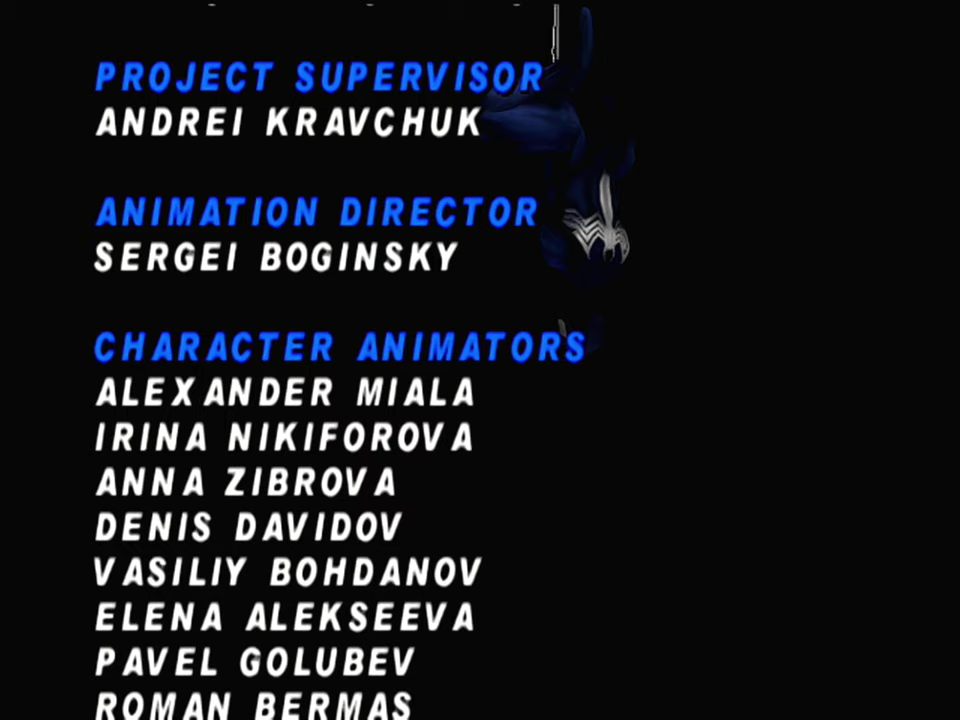 PROJECT SUPERVISOR
ANDREI KRAVCHUK
ANIMATION DIRECTOR
SERGEI BOGINSKY
CHARACTER ANIMATORS
ALEXANDER MIALA
IRINA NIKIFOROVA
ANNA ZIBROVA
DENIS DAVIDOV
VASILIY BOHDANOV
ELENA ALEKSEEVA
PAVEL GOLUBEV
ROMAN BERMAS